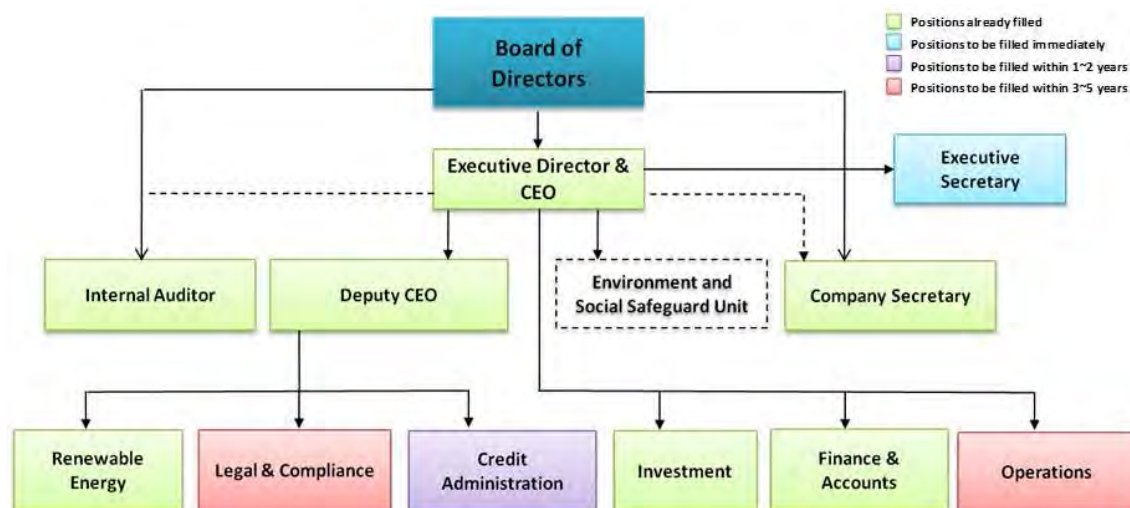 Board of
Directors
Positions already filled
Positions to be filled immediately
Positions to be filled within 1~2 years
Positions to be filled within 3~5 years
Executive Director &
CEO
Executive
Secretary
Internal Auditor
Deputy CEO
Environment and
Social Safeguard Unit
Company Secretary
Renewable
Energy
Legal & Compliance
Credit
Administration
Investment
Finance &
Accounts
Operations